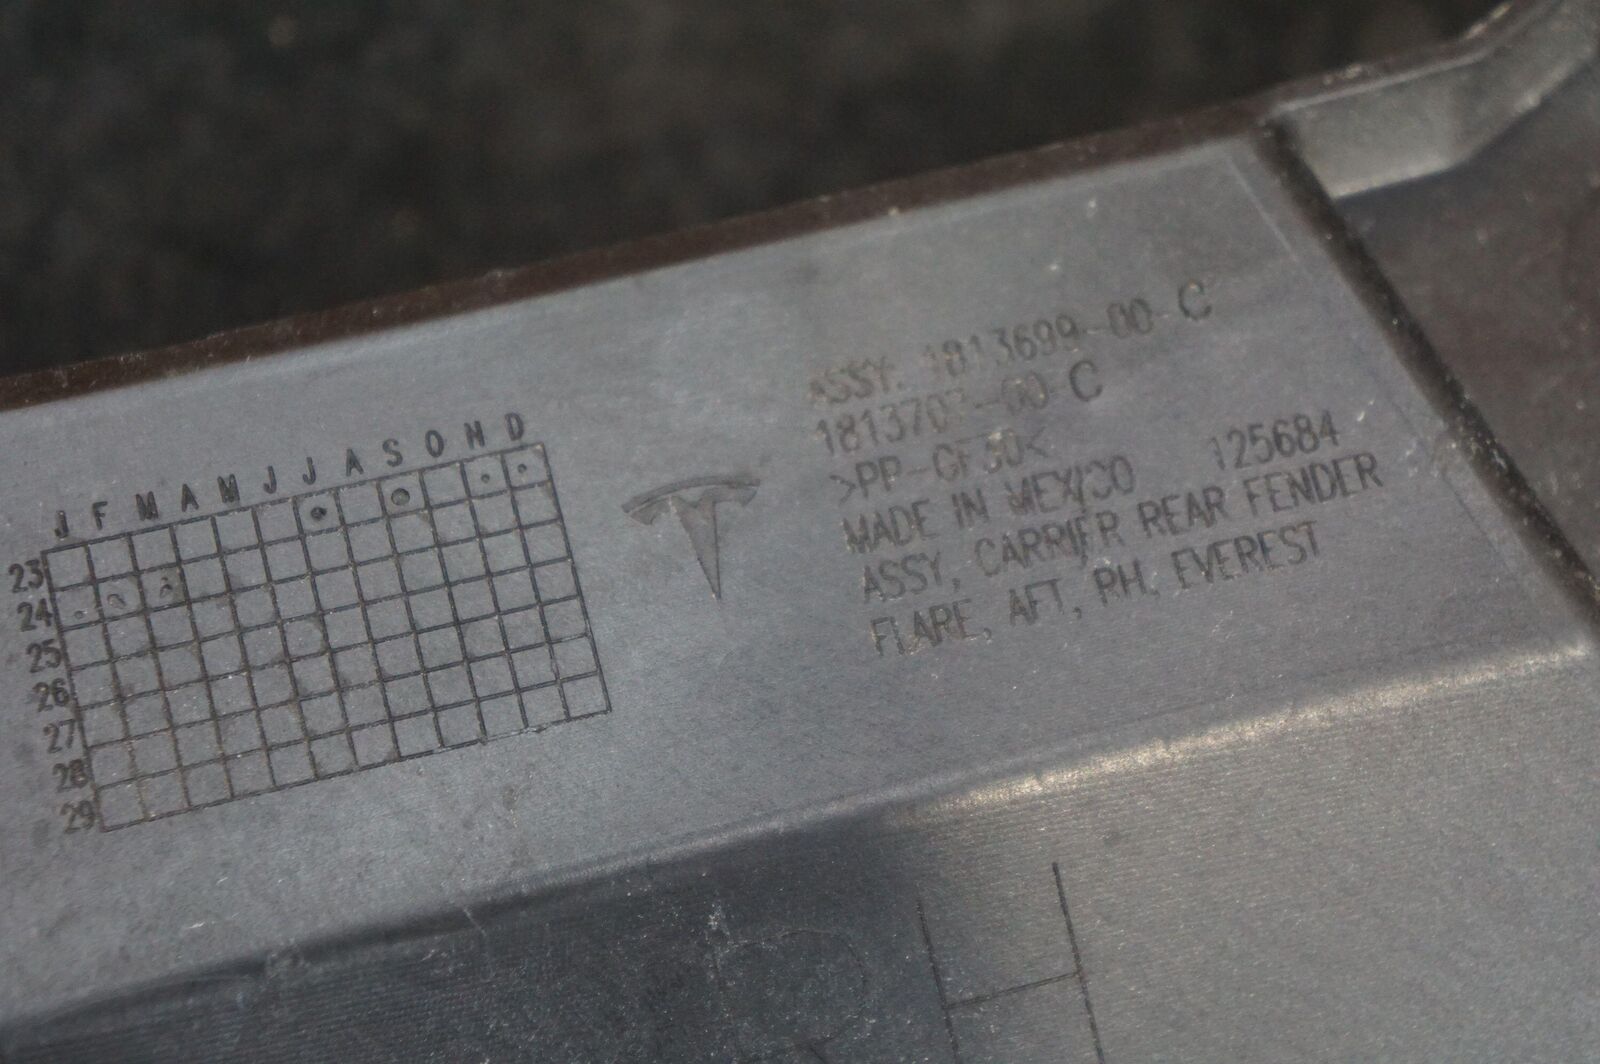 J F M A M J J A S O N D
23
24
25
26
27
28
29
ASSY. 1813699-00-C
1813707-00-C
>PP-GF30<
MADE IN MEXICO 125684
ASSY, CARRIER REAR FENDER
FLARE, AFT, RH, EVEREST
RH